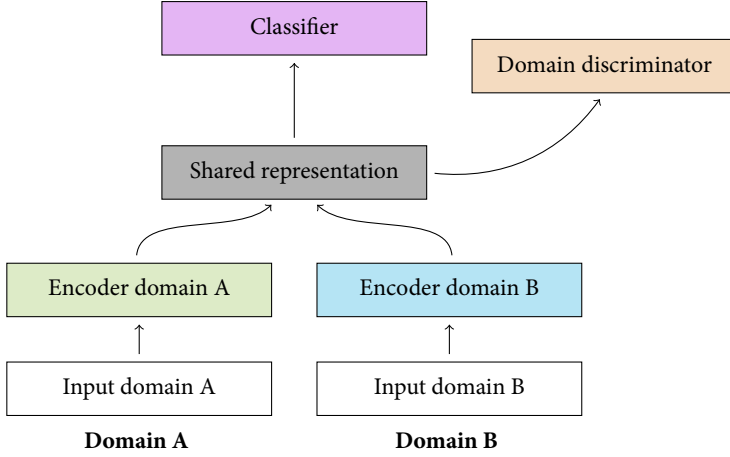 Classifier
Domain discriminator
Shared representation
Encoder domain A
Encoder domain B
Input domain A
Input domain B
Domain A
Domain B